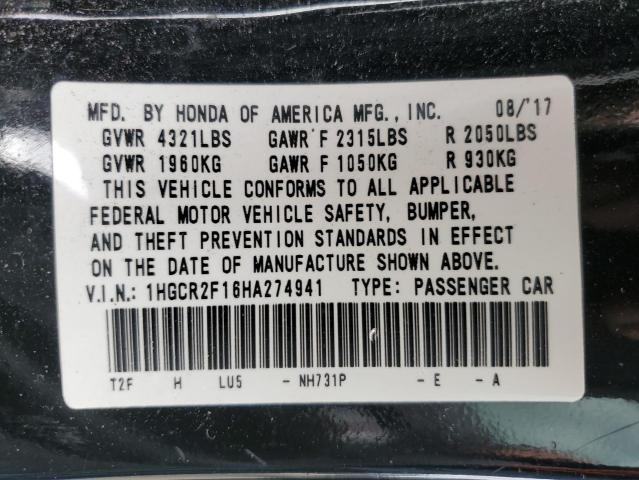 MFD. BY HONDA OF AMERICA MFG., INC. 08/'17
GVWR 4321LBS GAWR F 2315LBS R 2050LBS
GVWR 1960KG GAWR F 1050KG R 930KG
THIS VEHICLE CONFORMS TO ALL APPLICABLE
FEDERAL MOTOR VEHICLE SAFETY, BUMPER,
AND THEFT PREVENTION STANDARDS IN EFFECT
ON THE DATE OF MANUFACTURE SHOWN ABOVE.
V.I.N.: 1HGCR2F16HA274941 TYPE: PASSENGER CAR
T2F H LU5 - NH731P - E - A